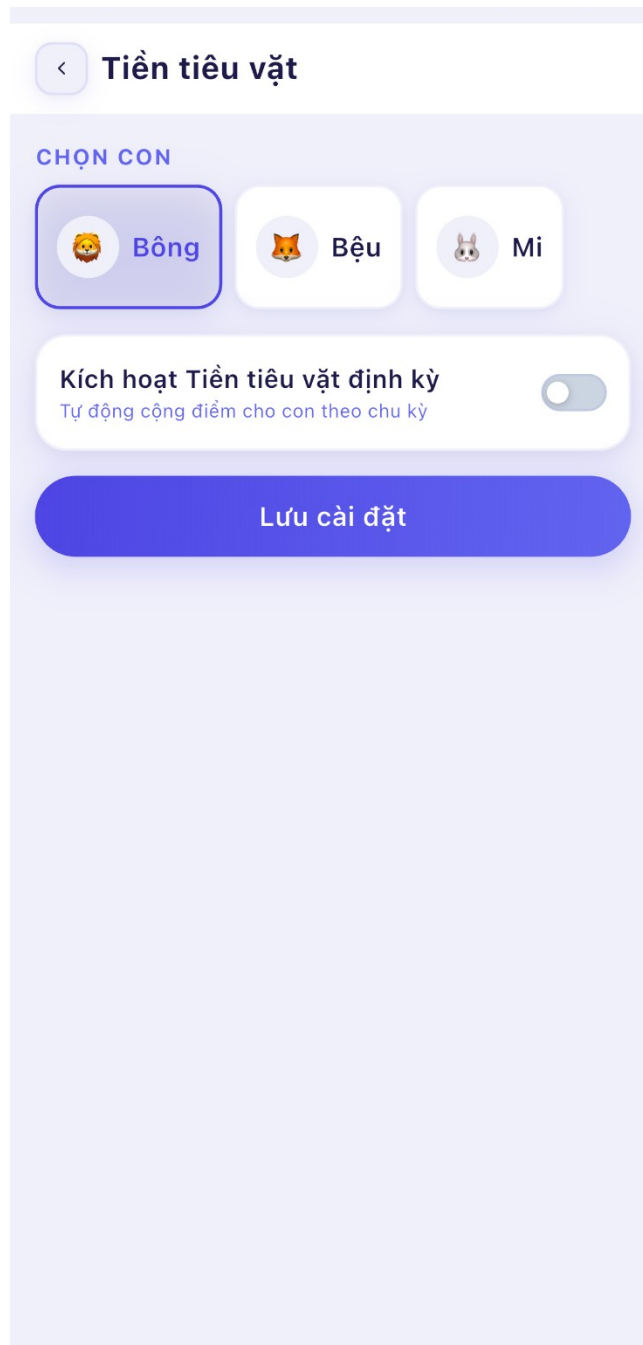 Tiền tiêu vặt
CHỌN CON
Bông
Bệu
Mi
Kích hoạt Tiền tiêu vặt định kỳ
Tự động cộng điểm cho con theo chu kỳ
Lưu cài đặt